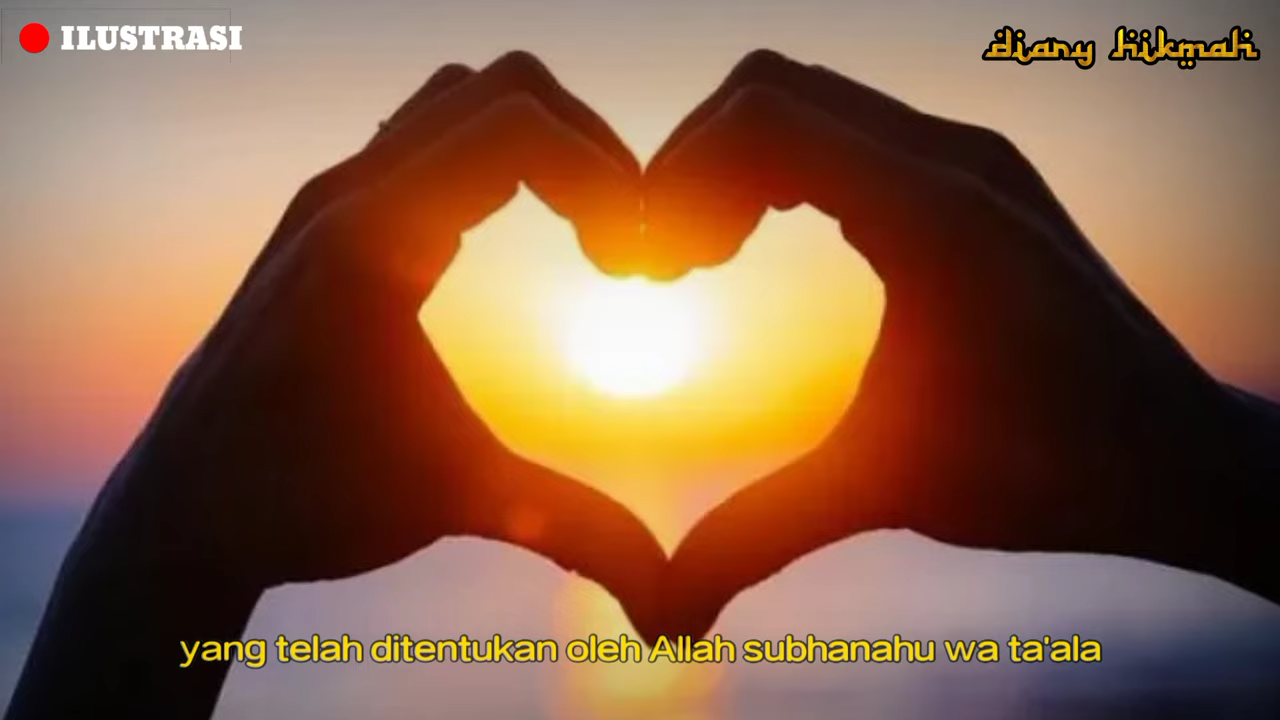 ILUSTRASI
diary hikmah
yang telah ditentukan oleh Allah subhanahu wa ta'ala